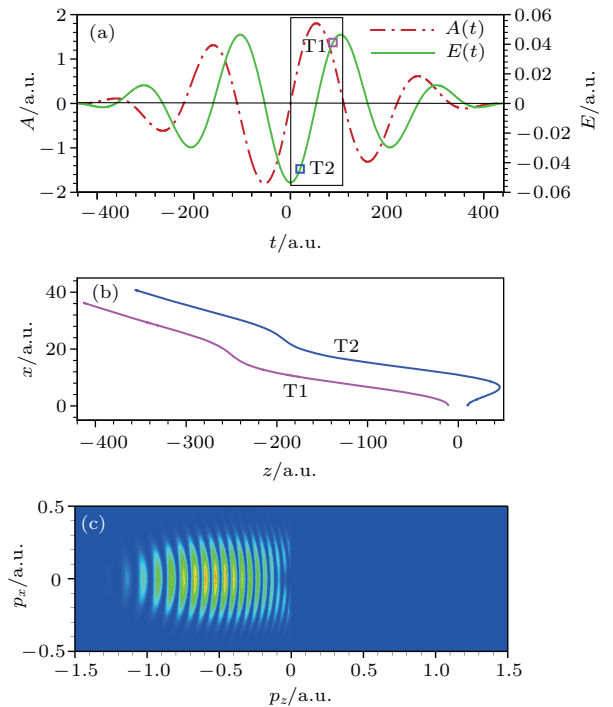 (a)
T1
A(t)
E(t)
T2
2
1
0
−1
−2
A/a.u.
0.06
0.04
0.02
0
−0.02
−0.04
−0.06
E/a.u.
−400 −200 0 200 400
t/a.u.
(b)
40
20
0
x/a.u.
T2
T1
−400 −300 −200 −100 0
z/a.u.
(c)
0.5
0
−0.5
p_x/a.u.
−1.5 −1.0 −0.5 0 0.5 1.0 1.5
p_z/a.u.